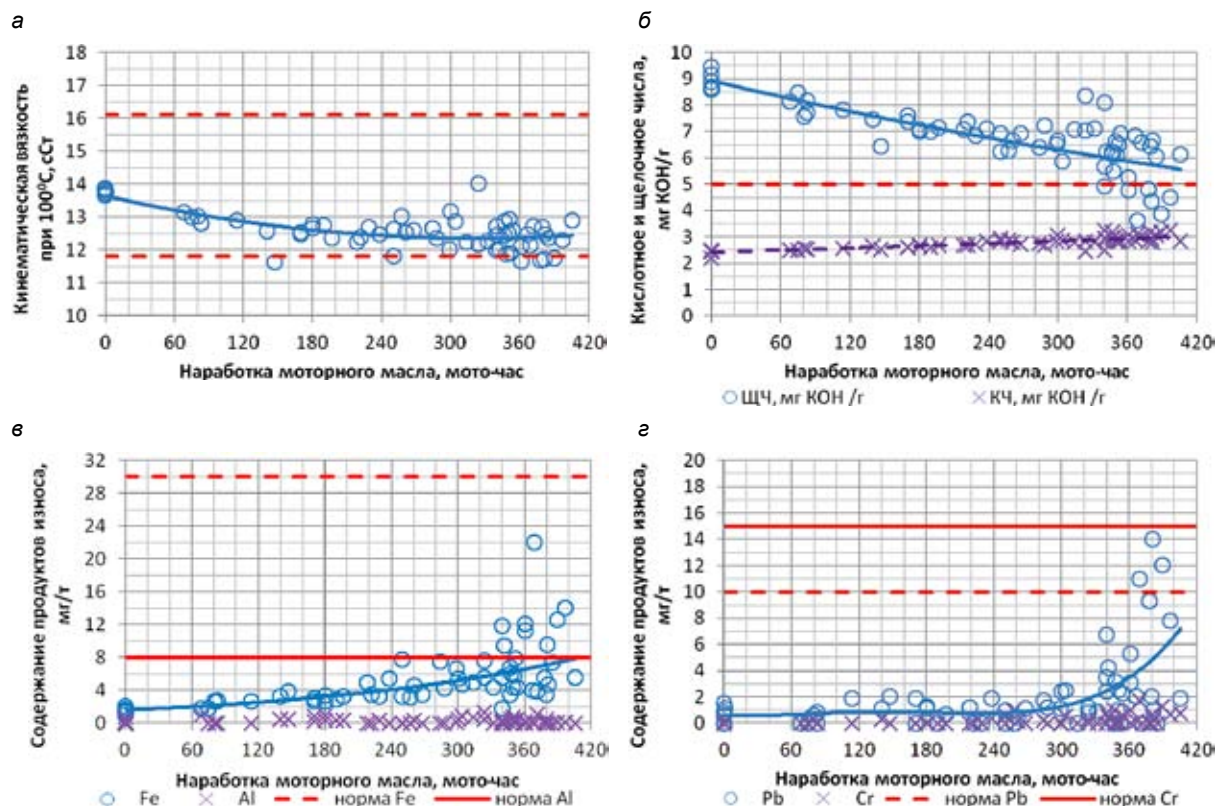 а
18
17
16
15
14
13
12
11
10
0 60 120 180 240 300 360 420
Кинематическая вязкость
при 100⁰С, сСт
Наработка моторного масла, мото-час
б
10
9
8
7
6
5
4
3
2
1
0
0 60 120 180 240 300 360 420
Кислотное и щелочное числа,
мг КОН/г
Наработка моторного масла, мото-час
ЩЧ, мг КОН /г КЧ, мг КОН /г
в
32
28
24
20
16
12
8
4
0
0 60 120 180 240 300 360 420
Содержание продуктов износа,
мг/т
Наработка моторного масла, мото-час
Fe Al норма Fe норма Al
г
20
18
16
14
12
10
8
6
4
2
0
0 60 120 180 240 300 360 420
Содержание продуктов износа,
мг/т
Наработка моторного масла, мото-час
Pb Cr норма Pb норма Cr